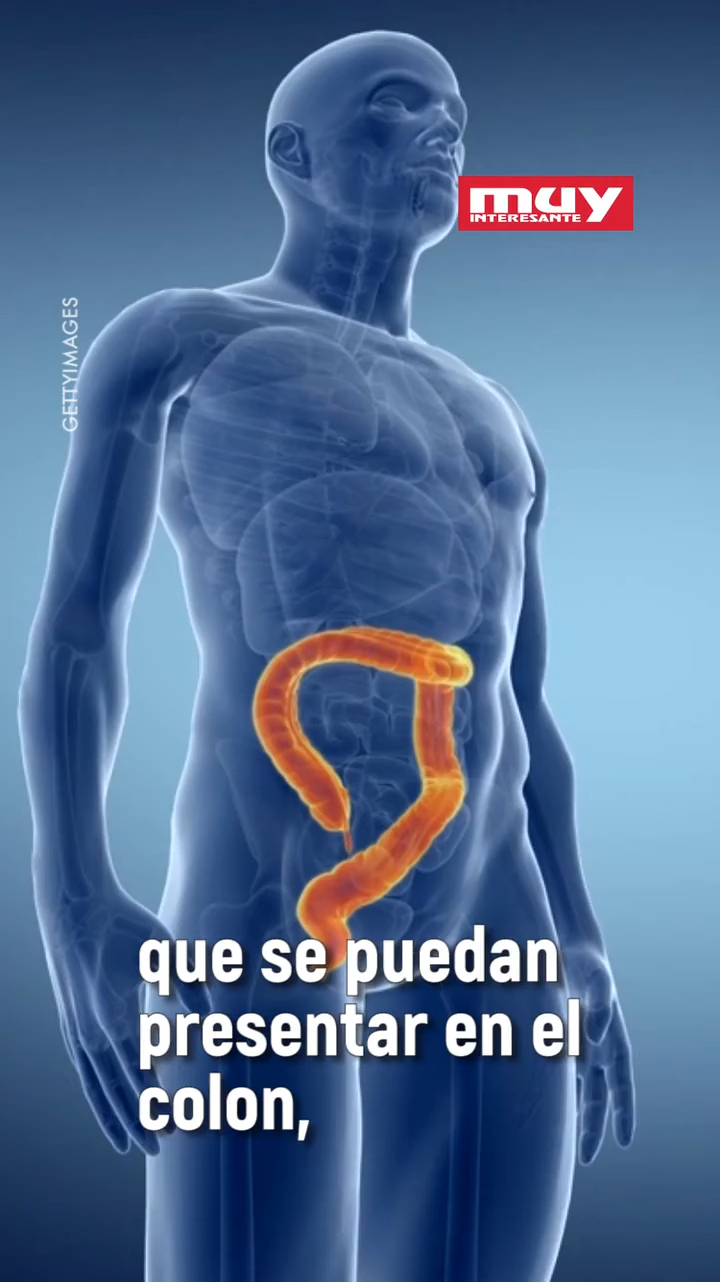 muy
INTERESANTE
GETTYIMAGES
que se puedan
presentar en el
colon,